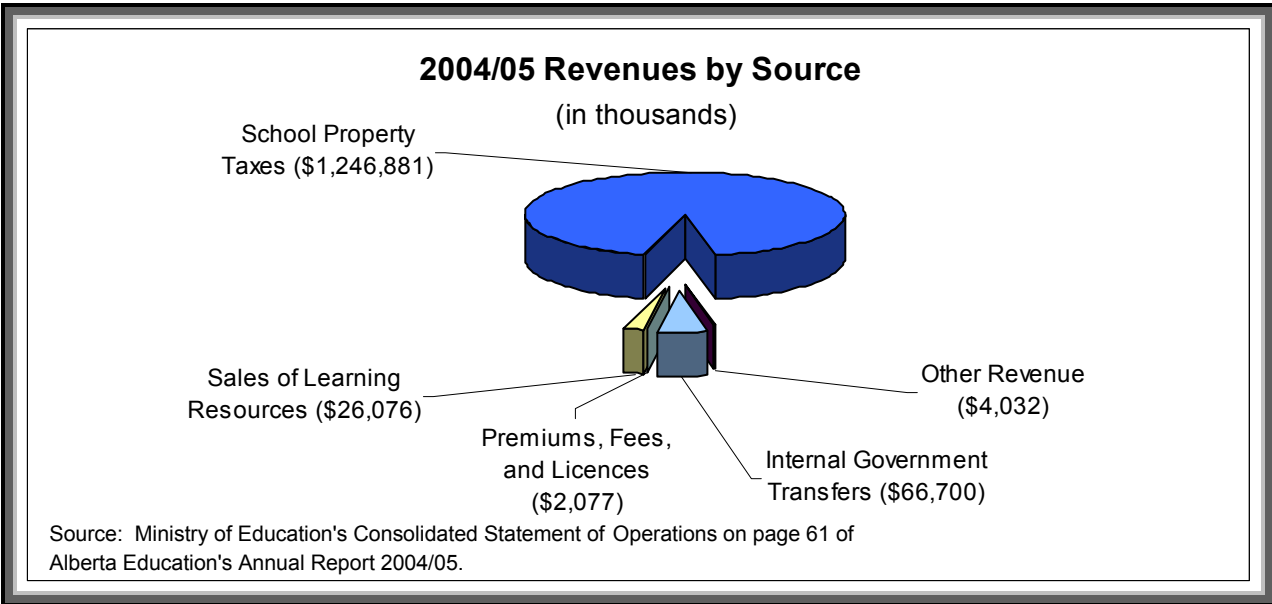 2004/05 Revenues by Source
(in thousands)
School Property
Taxes ($1,246,881)
Sales of Learning
Resources ($26,076)
Premiums, Fees,
and Licences
($2,077)
Internal Government
Transfers ($66,700)
Other Revenue
($4,032)
Source: Ministry of Education's Consolidated Statement of Operations on page 61 of
Alberta Education's Annual Report 2004/05.